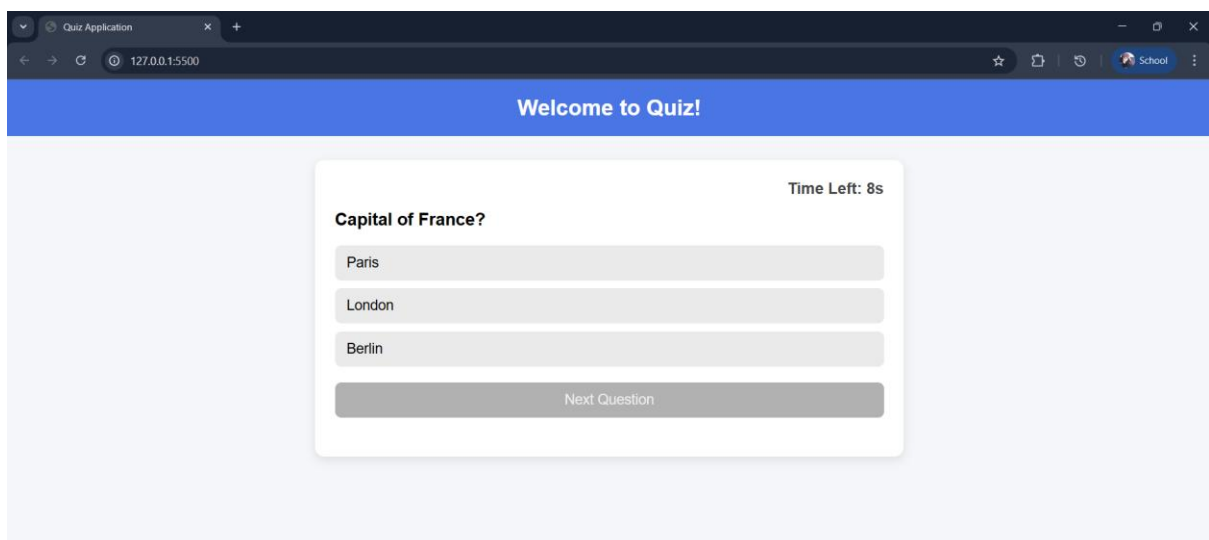 Quiz Application
127.0.0.1:5500
School
Welcome to Quiz!
Time Left: 8s
Capital of France?
Paris
London
Berlin
Next Question